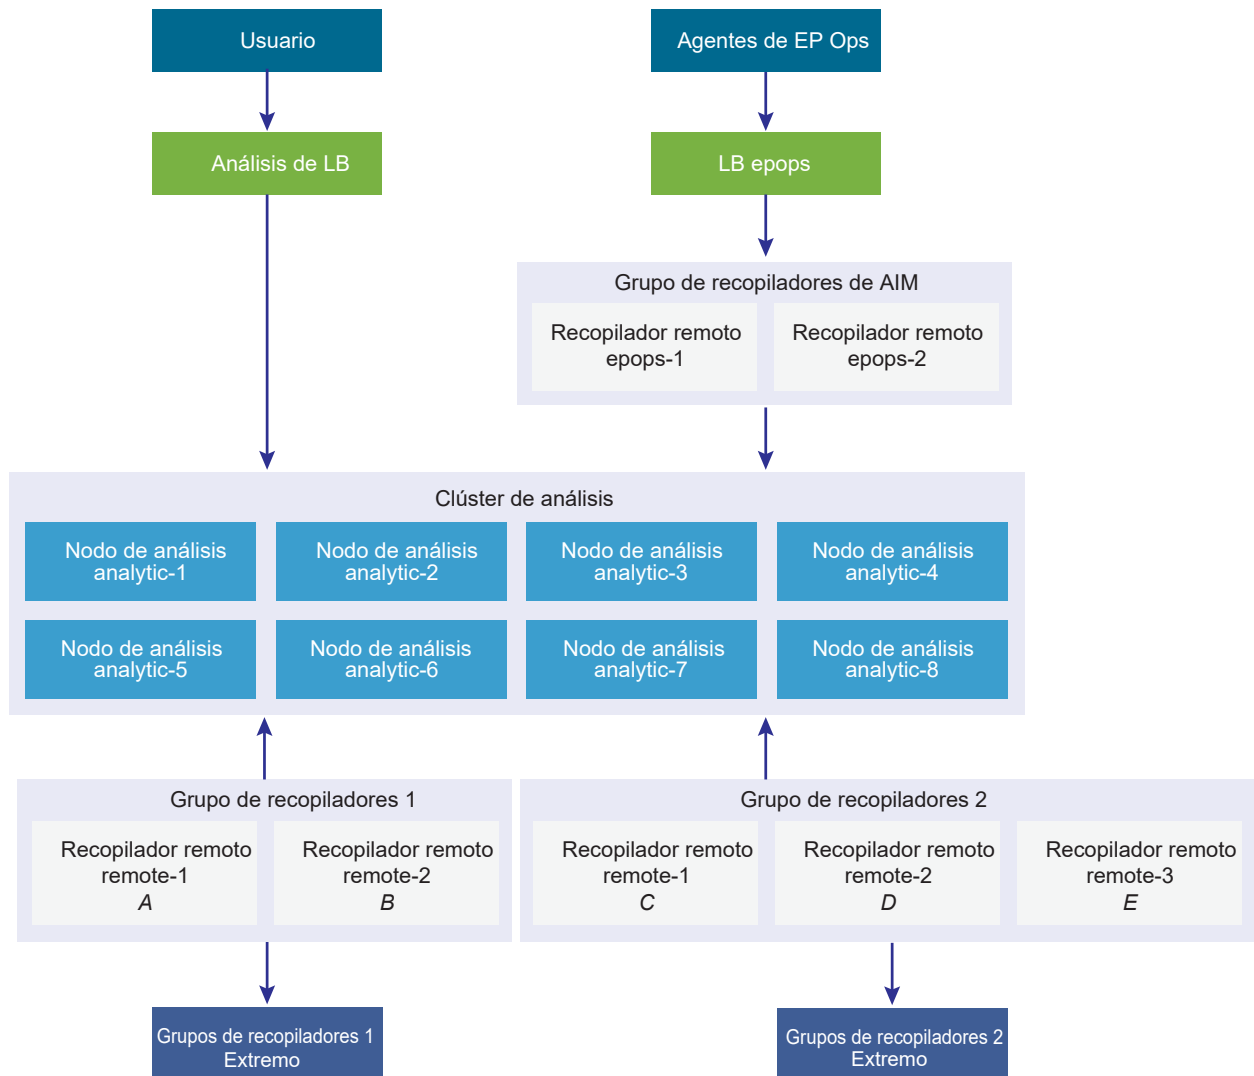 Usuario
Agentes de EP Ops
Análisis de LB
LB epops
Grupo de recopiladores de AIM
Recopilador remoto
epops-1
Recopilador remoto
epops-2
Clúster de análisis
Nodo de análisis
analytic-1
Nodo de análisis
analytic-2
Nodo de análisis
analytic-3
Nodo de análisis
analytic-4
Nodo de análisis
analytic-5
Nodo de análisis
analytic-6
Nodo de análisis
analytic-7
Nodo de análisis
analytic-8
Grupo de recopiladores 1
Recopilador remoto
remote-1
A
Recopilador remoto
remote-2
B
Grupo de recopiladores 2
Recopilador remoto
remote-1
C
Recopilador remoto
remote-2
D
Recopilador remoto
remote-3
E
Grupos de recopiladores 1
Extremo
Grupos de recopiladores 2
Extremo